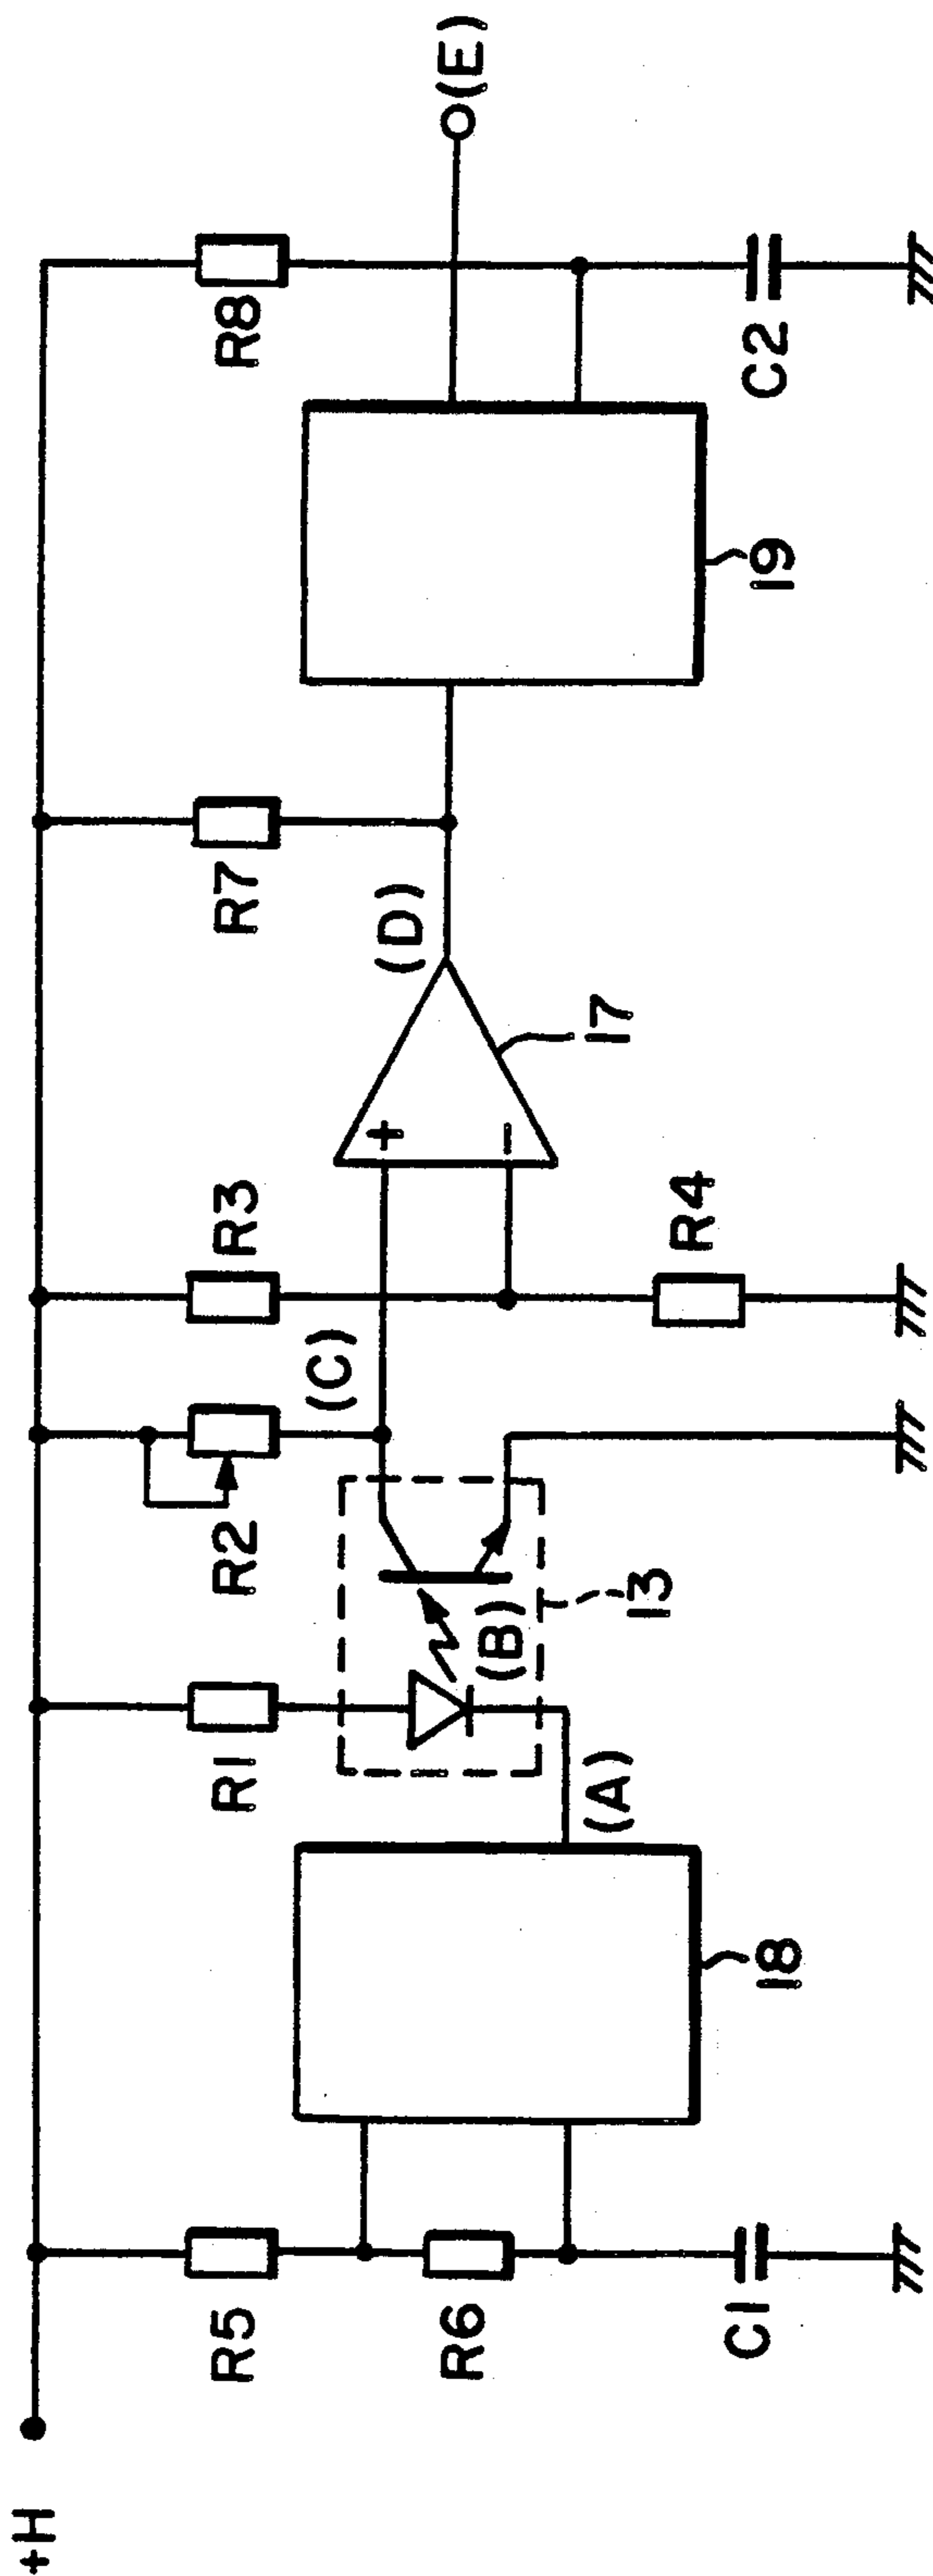 +H
R5
R6
C1
18
R1
(A)
(B)
13
R2
(C)
R3
R4
+
-
17
(D)
R7
19
R8
C2
(E)